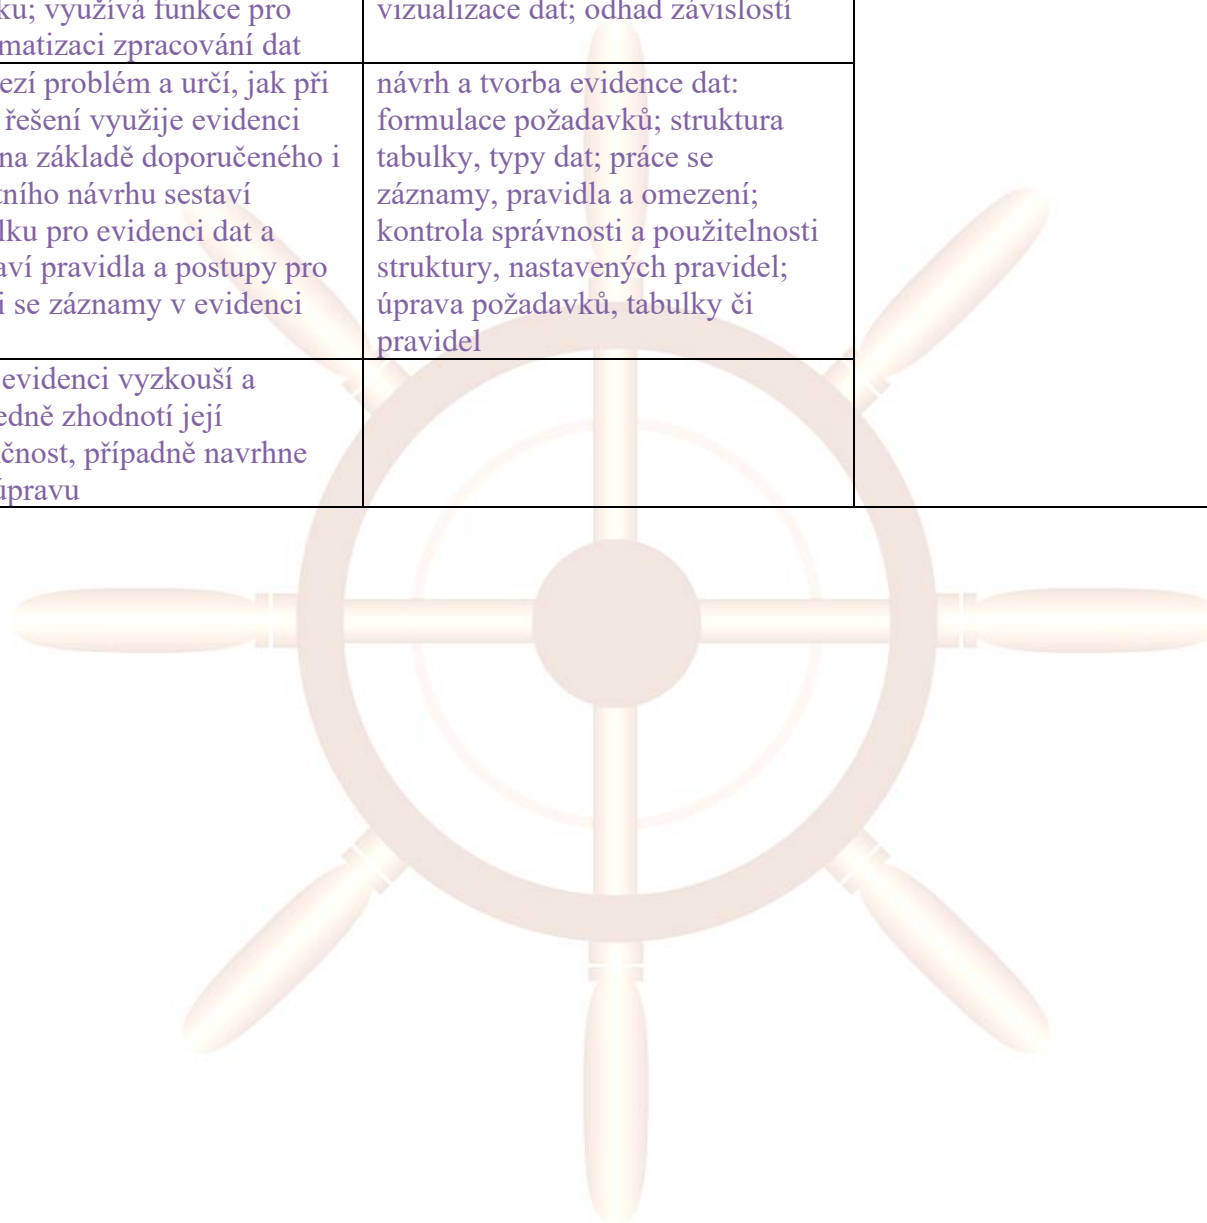 ku; využívá funkce pro
matizaci zpracování dat
vizualizace dat; odhad závislostí
ezí problém a určí, jak při
řešení využije evidenci
na základě doporučeného i
tního návrhu sestaví
lku pro evidenci dat a
aví pravidla a postupy pro
i se záznamy v evidenci
návrh a tvorba evidence dat:
formulace požadavků; struktura
tabulky, typy dat; práce se
záznamy, pravidla a omezení;
kontrola správnosti a použitelnosti
struktury, nastavených pravidel;
úprava požadavků, tabulky či
pravidel
evidenci vyzkouší a
edně zhodnotí její
čnost, případně navrhne
úpravu